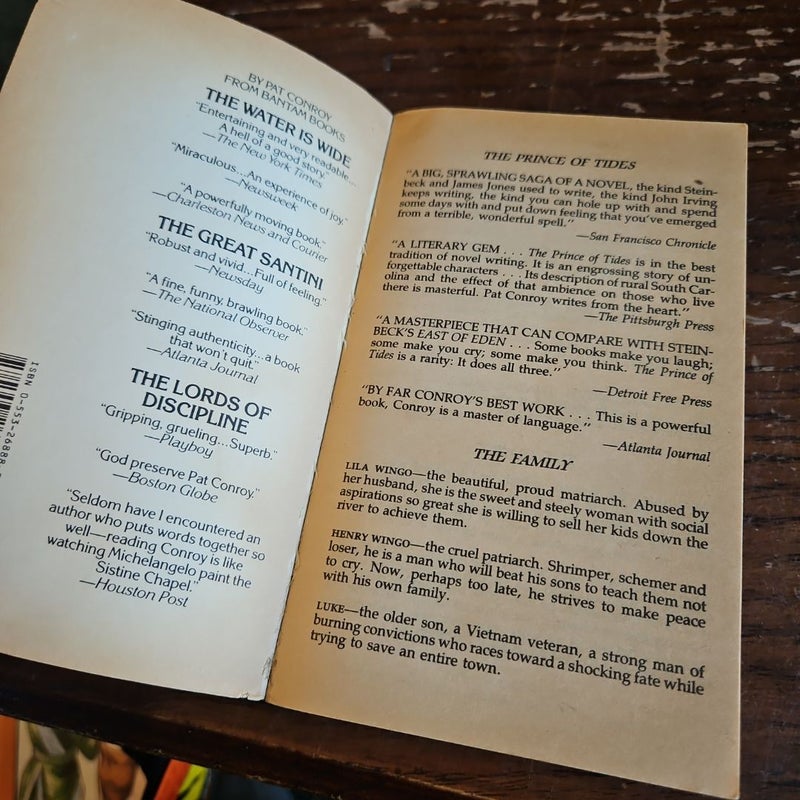 BY PAT CONROY
FROM BANTAM BOOKS
THE WATER IS WIDE
"Entertaining and very readable...
A hell of a good story."
—The New York Times
"Miraculous...An experience of joy."
—Newsweek
"A powerfully moving book."
—Charleston News and Courier
THE GREAT SANTINI
"Robust and vivid...Full of feeling."
—Newsday
"A fine, funny, brawling book."
—The National Observer
"Stinging authenticity...a book
that won't quit."
—Atlanta Journal
THE LORDS OF
DISCIPLINE
"Gripping, grueling...Superb."
—Playboy
"God preserve Pat Conroy."
—Boston Globe
"Seldom have I encountered an
author who puts words together so
well—reading Conroy is like
watching Michelangelo paint the
Sistine Chapel."
—Houston Post
ISBN 0-553-26888-
THE PRINCE OF TIDES
"A BIG, SPRAWLING SAGA OF A NOVEL, the kind Stein-
beck and James Jones used to write, the kind John Irving
keeps writing, the kind you can hole up with and spend
some days with and put down feeling that you've emerged
from a terrible, wonderful spell."
—San Francisco Chronicle
"A LITERARY GEM . . . The Prince of Tides is in the best
tradition of novel writing. It is an engrossing story of un-
forgettable characters . . . Its description of rural South Car-
olina and the effect of that ambience on those who live
there is masterful. Pat Conroy writes from the heart."
—The Pittsburgh Press
"A MASTERPIECE THAT CAN COMPARE WITH STEIN-
BECK'S EAST OF EDEN . . . Some books make you laugh;
some make you cry; some make you think. The Prince of
Tides is a rarity: It does all three."
—Detroit Free Press
"BY FAR CONROY'S BEST WORK . . . This is a powerful
book, Conroy is a master of language."
—Atlanta Journal
THE FAMILY
LILA WINGO—the beautiful, proud matriarch. Abused by
her husband, she is the sweet and steely woman with social
aspirations so great she is willing to sell her kids down the
river to achieve them.
HENRY WINGO—the cruel patriarch. Shrimper, schemer and
loser, he is a man who will beat his sons to teach them not
to cry. Now, perhaps too late, he strives to make peace
with his own family.
LUKE—the older son, a Vietnam veteran, a strong man of
burning convictions who races toward a shocking fate while
trying to save an entire town.